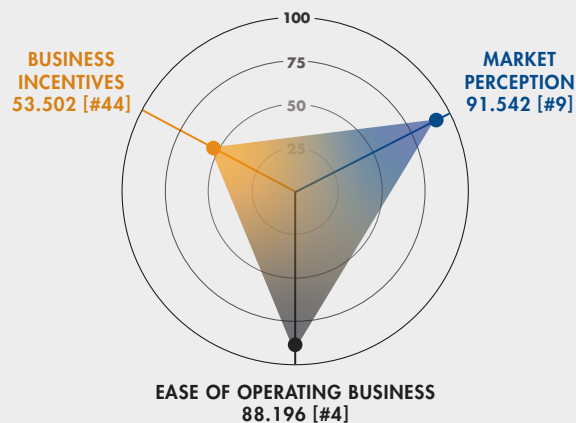 100
75
50
25
BUSINESS
INCENTIVES
53.502 [#44]
MARKET
PERCEPTION
91.542 [#9]
EASE OF OPERATING BUSINESS
88.196 [#4]